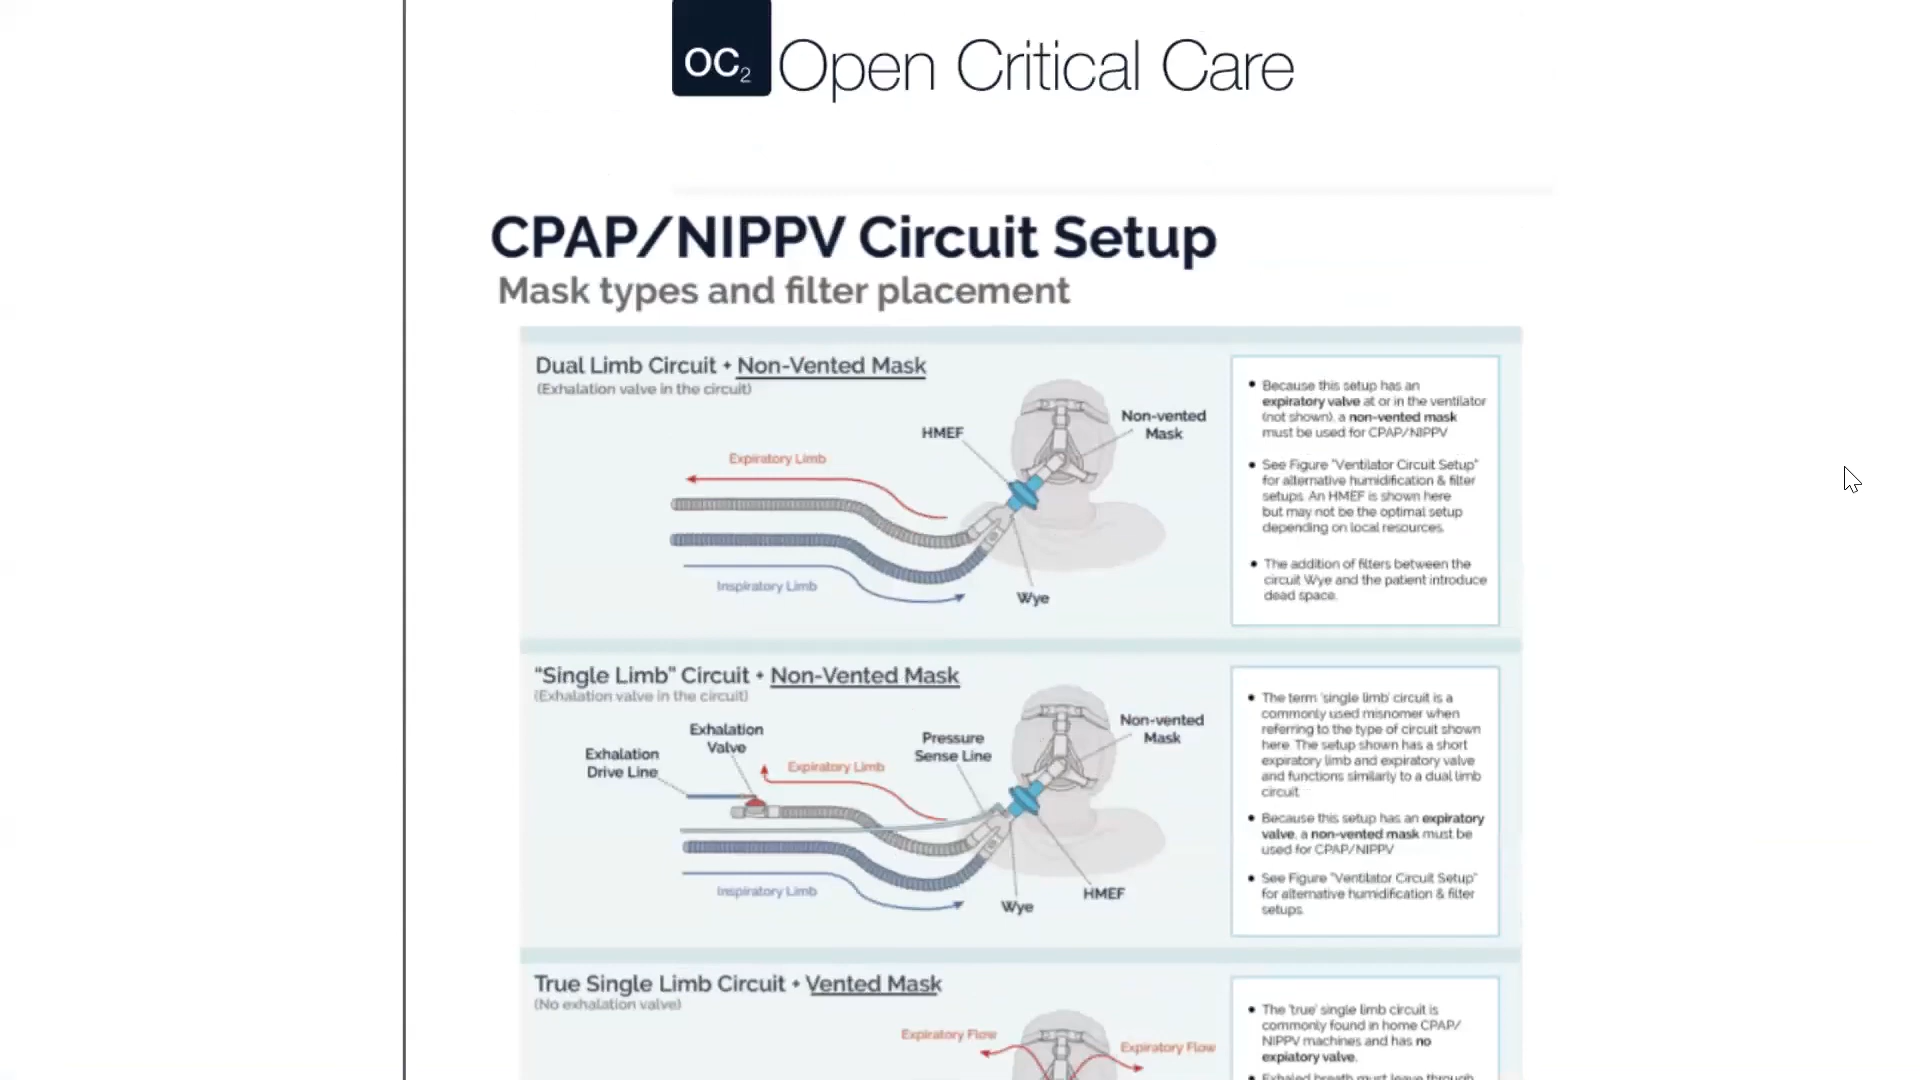 OC2 Open Critical Care
CPAP/NIPPV Circuit Setup
Mask types and filter placement
Dual Limb Circuit + Non-Vented Mask
(Exhalation valve in the circuit)
HMEF
Non-vented
Mask
Expiratory Limb
Inspiratory Limb
Wye
• Because this setup has an
expiratory valve at or in the ventilator
(not shown), a non-vented mask
must be used for CPAP/NIPPV
• See Figure "Ventilator Circuit Setup"
for alternative humidification & filter
setups. An HMEF is shown here
but may not be the optimal setup
depending on local resources.
• The addition of filters between the
circuit Wye and the patient introduce
dead space.
"Single Limb" Circuit + Non-Vented Mask
(Exhalation valve in the circuit)
Exhalation
Valve
Exhalation
Drive Line
Pressure
Sense Line
Non-vented
Mask
Expiratory Limb
Inspiratory Limb
Wye
HMEF
• The term 'single limb' circuit is a
commonly used misnomer when
referring to the type of circuit shown
here. The setup shown has a short
expiratory limb and expiratory valve
and functions similarly to a dual limb
circuit
• Because this setup has an expiratory
valve, a non-vented mask must be
used for CPAP/NIPPV
• See Figure "Ventilator Circuit Setup"
for alternative humidification & filter
setups.
True Single Limb Circuit + Vented Mask
(No exhalation valve)
Expiratory Flow
Expiratory Flow
• The 'true' single limb circuit is
commonly found in home CPAP/
NIPPV machines and has no
expiatory valve.
• Exhaled breath must leave through